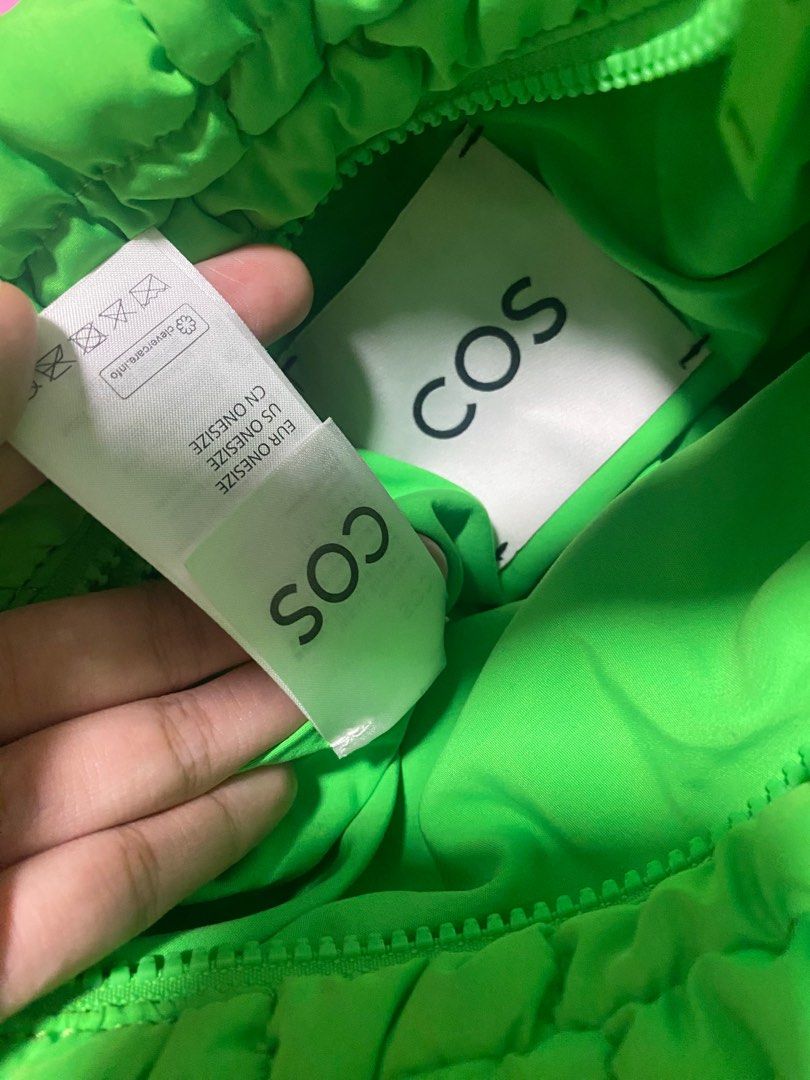 COS
clevercare.info
EUR ONESIZE
US ONESIZE
CN ONESIZE
COS